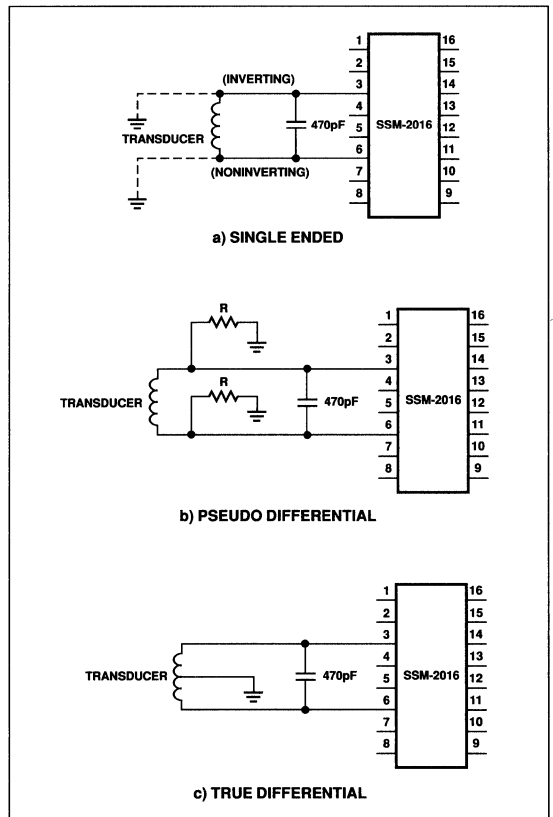 1 16
2 15
(INVERTING) 3 14
4 13
470pF SSM-2016
TRANSDUCER 5 12
6 11
(NONINVERTING) 7 10
8 9
a) SINGLE ENDED
R 1 16
2 15
3 14
R 4 13
TRANSDUCER 470pF 5 SSM-2016 12
6 11
7 10
8 9
b) PSEUDO DIFFERENTIAL
1 16
2 15
3 14
4 13
TRANSDUCER 470pF 5 SSM-2016 12
6 11
7 10
8 9
c) TRUE DIFFERENTIAL